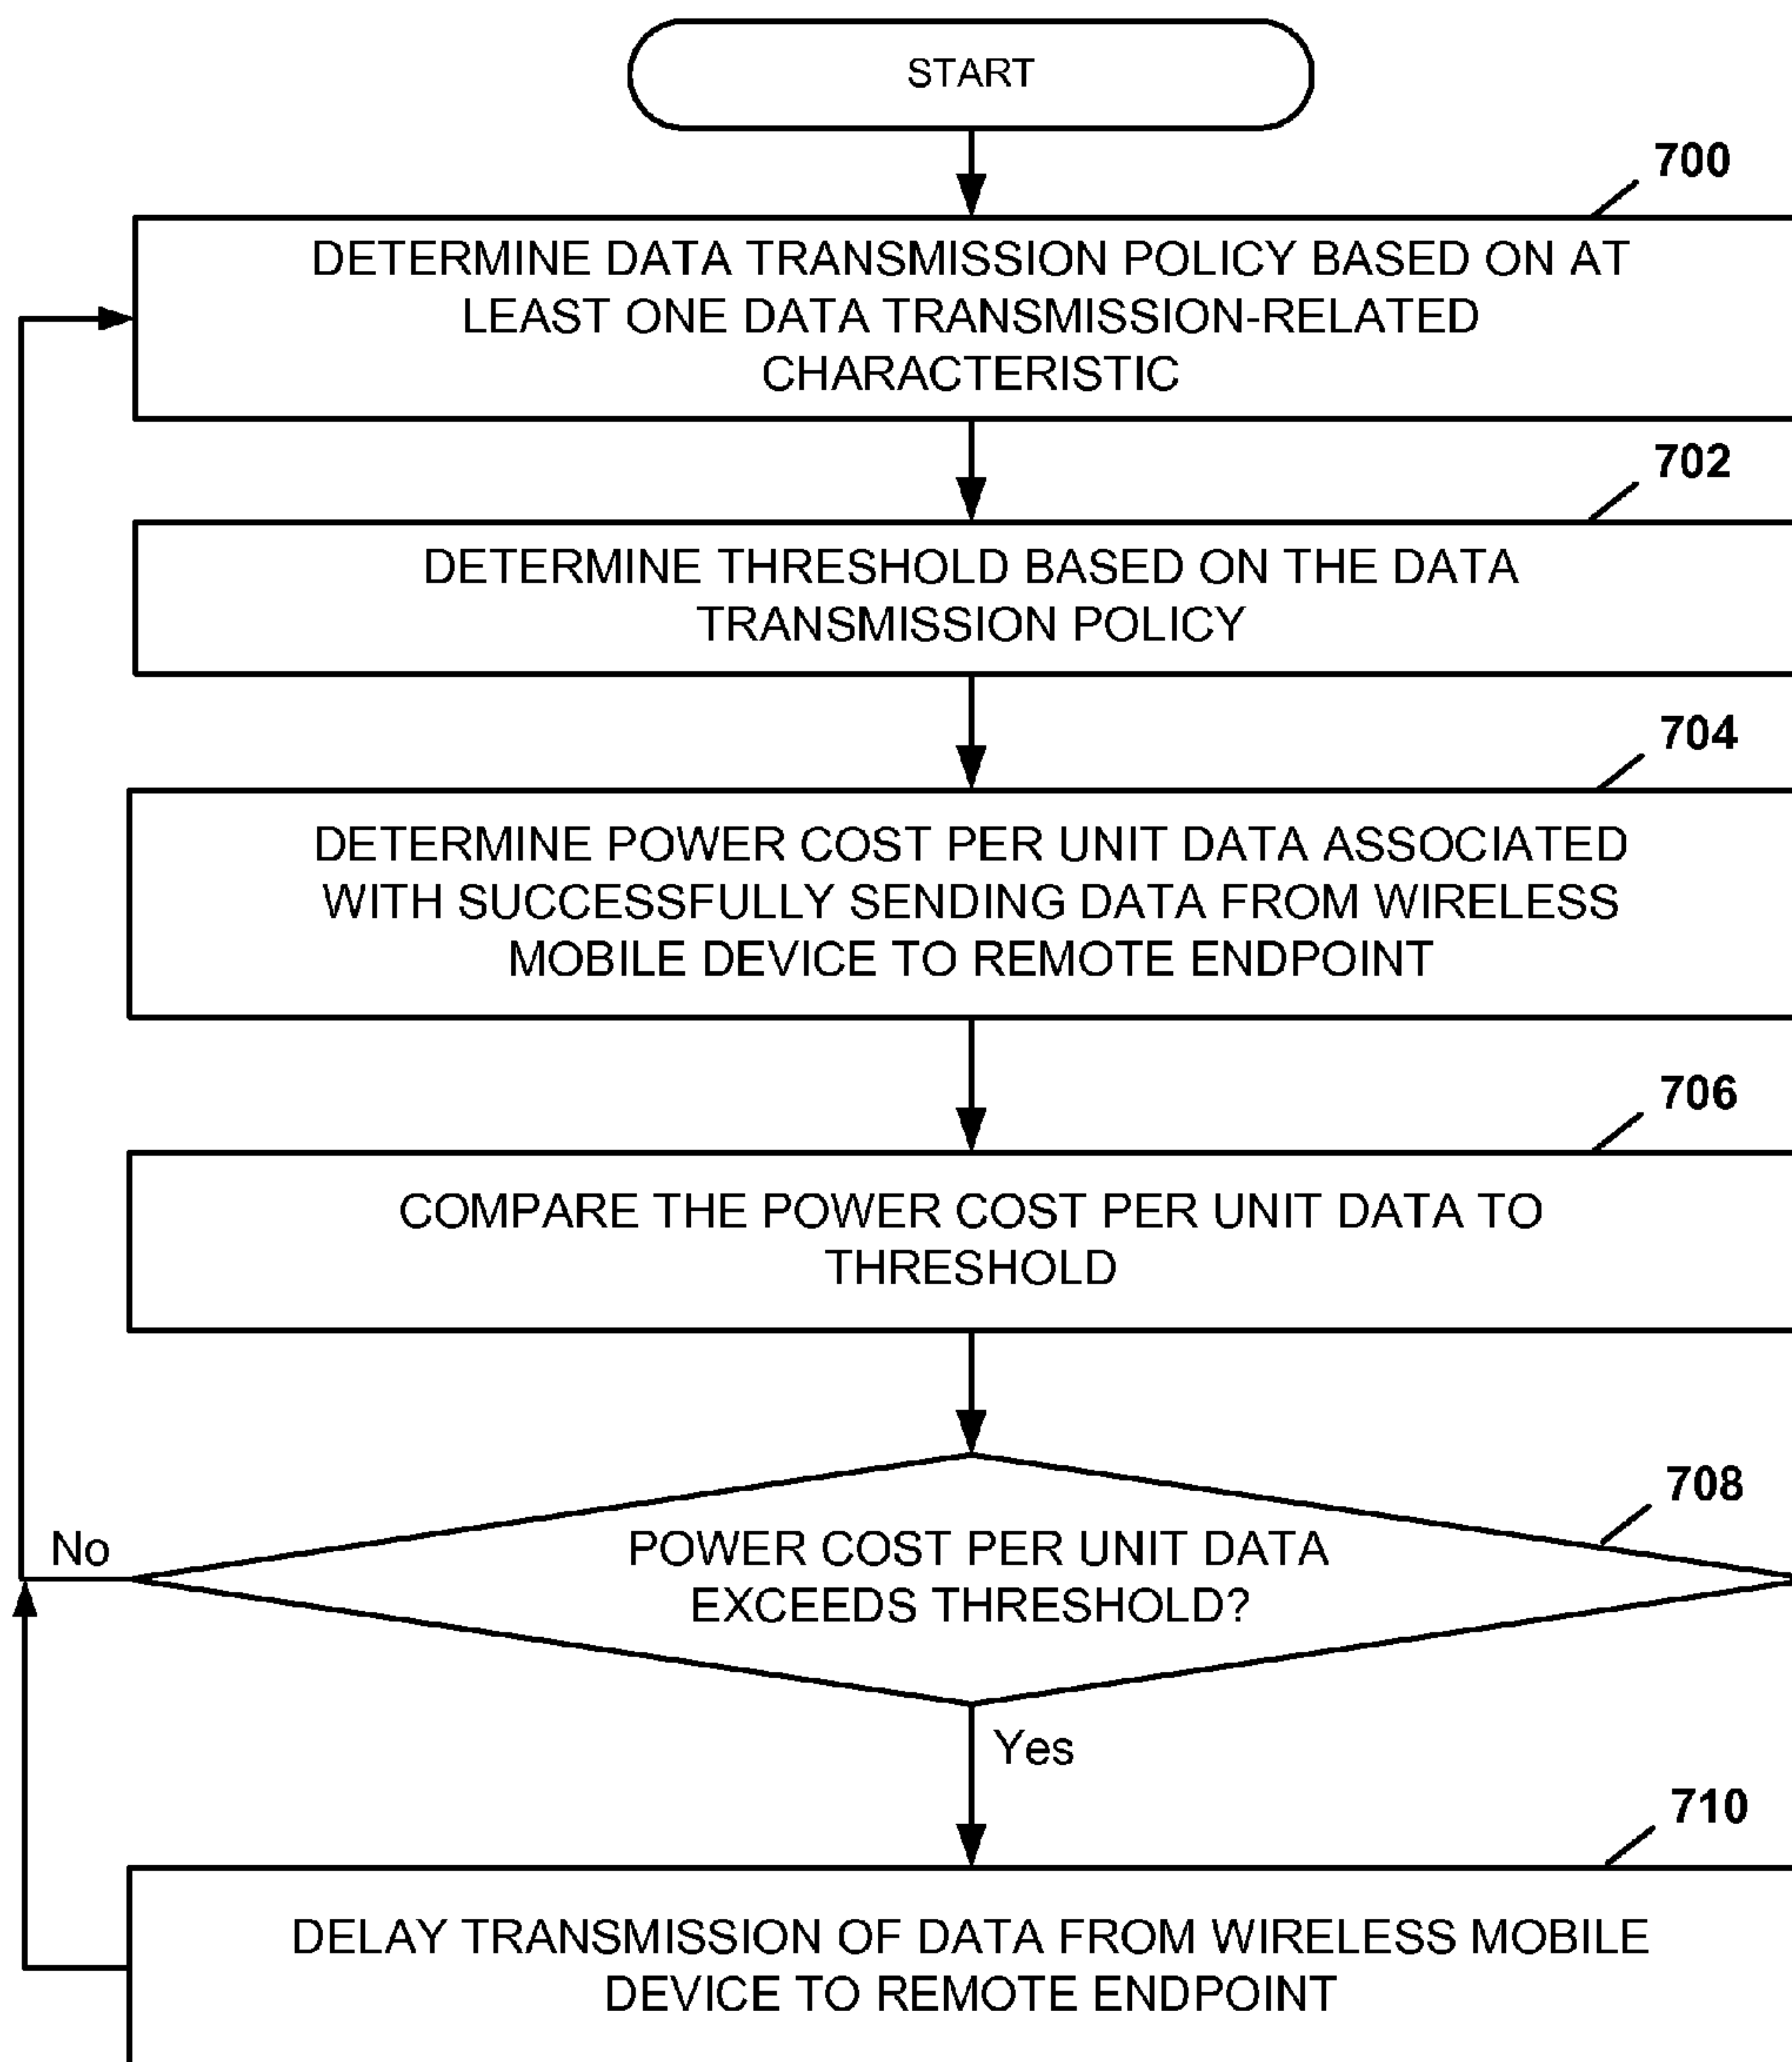 START
700
DETERMINE DATA TRANSMISSION POLICY BASED ON AT
LEAST ONE DATA TRANSMISSION-RELATED
CHARACTERISTIC
702
DETERMINE THRESHOLD BASED ON THE DATA
TRANSMISSION POLICY
704
DETERMINE POWER COST PER UNIT DATA ASSOCIATED
WITH SUCCESSFULLY SENDING DATA FROM WIRELESS
MOBILE DEVICE TO REMOTE ENDPOINT
706
COMPARE THE POWER COST PER UNIT DATA TO
THRESHOLD
708
No
POWER COST PER UNIT DATA
EXCEEDS THRESHOLD?
Yes
710
DELAY TRANSMISSION OF DATA FROM WIRELESS MOBILE
DEVICE TO REMOTE ENDPOINT